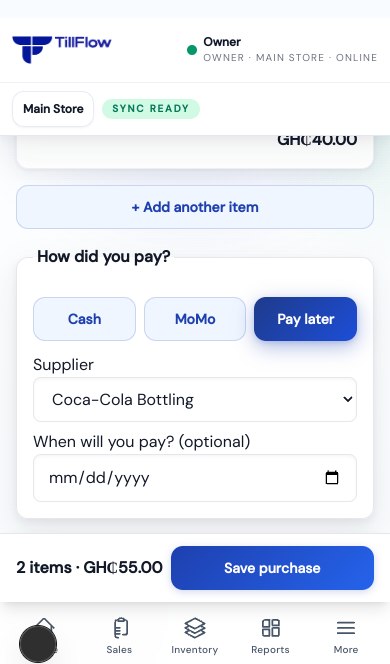 TillFlow
Owner
OWNER · MAIN STORE · ONLINE
Main Store
SYNC READY
GH₵40.00
+ Add another item
How did you pay?
Cash
MoMo
Pay later
Supplier
Coca-Cola Bottling
When will you pay? (optional)
mm/dd/yyyy
2 items · GH₵55.00
Save purchase
Sales
Inventory
Reports
More